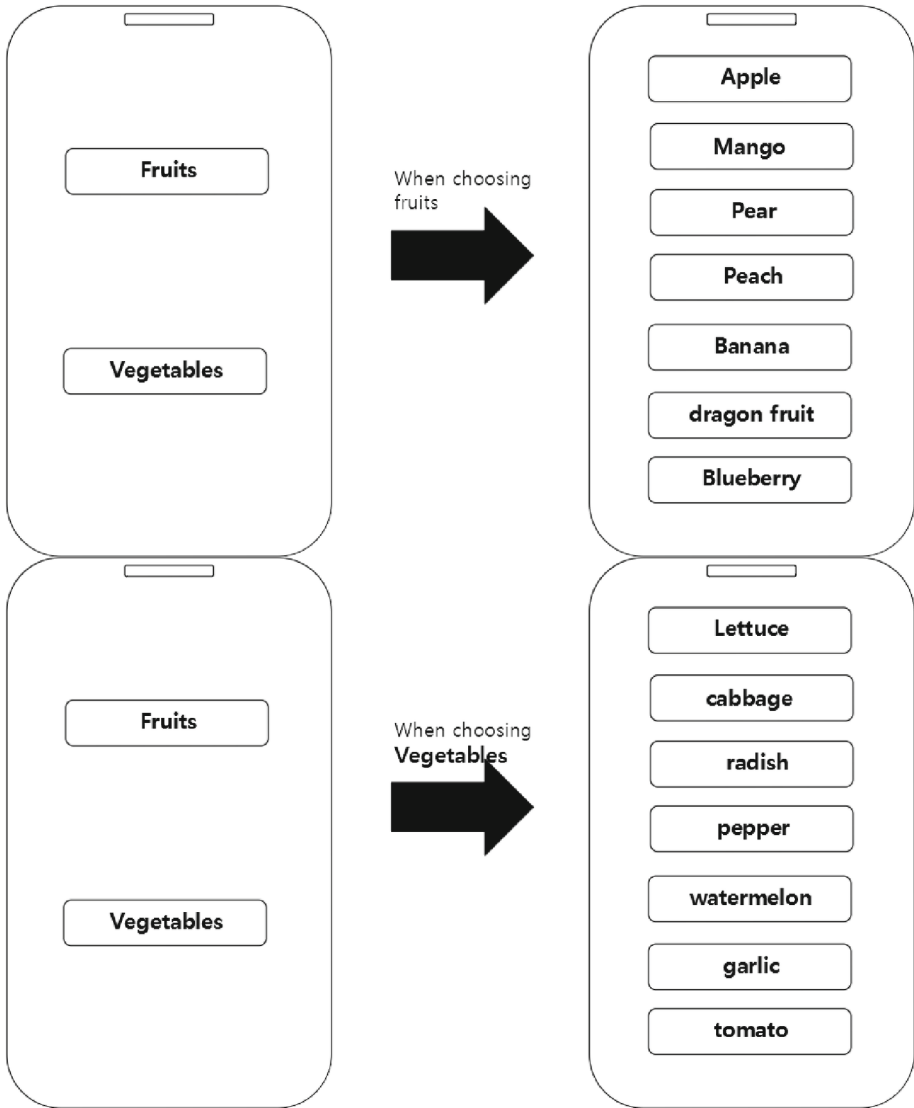 Fruits
Vegetables
When choosing
fruits
Apple
Mango
Pear
Peach
Banana
dragon fruit
Blueberry
Fruits
Vegetables
When choosing
Vegetables
Lettuce
cabbage
radish
pepper
watermelon
garlic
tomato